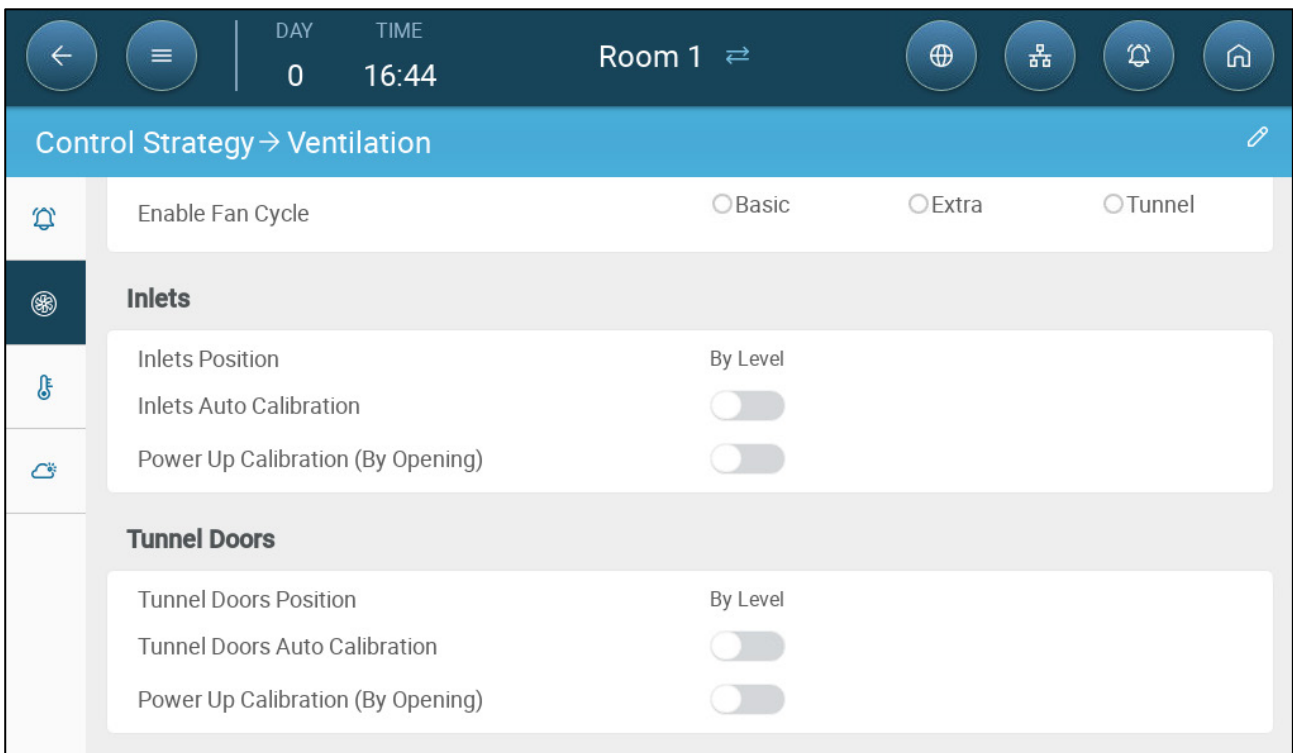 DAY TIME
0 16:44
Room 1
Control Strategy → Ventilation
Enable Fan Cycle Basic Extra Tunnel
Inlets
Inlets Position By Level
Inlets Auto Calibration
Power Up Calibration (By Opening)
Tunnel Doors
Tunnel Doors Position By Level
Tunnel Doors Auto Calibration
Power Up Calibration (By Opening)